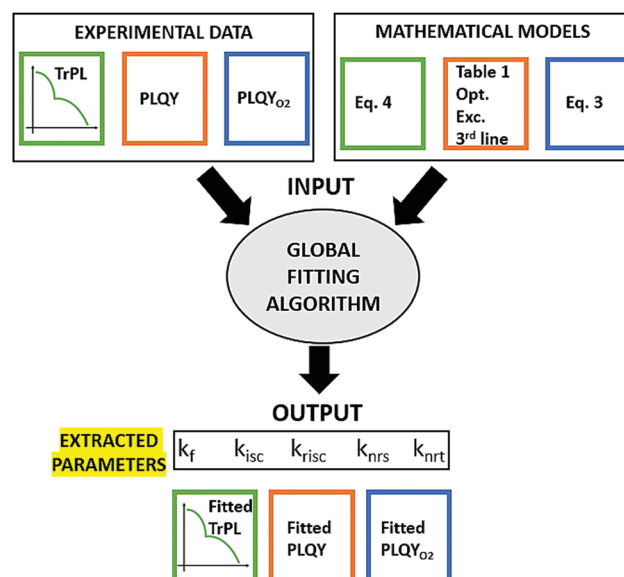 EXPERIMENTAL DATA
TrPL
PLQY
PLQYO2
MATHEMATICAL MODELS
Eq. 4
Table 1
Opt.
Exc.
3rd line
Eq. 3
INPUT
GLOBAL
FITTING
ALGORITHM
OUTPUT
EXTRACTED
PARAMETERS
kf kisc krisc knrs knrt
Fitted
TrPL
Fitted
PLQY
Fitted
PLQYO2